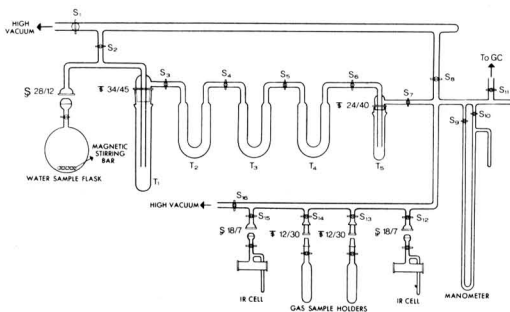 HIGH
VACUUM
S1
S2
§ 28/12
MAGNETIC
STIRRING
BAR
WATER SAMPLE FLASK
34/45
T1
S3
T2
S4
T3
S5
T4
S6
24/40
T5
S7
S8
S9
S10
To GC
S11
MANOMETER
HIGH VACUUM
S16
S15
§ 18/7
IR CELL
S14
12/30
S13
12/30
GAS SAMPLE HOLDERS
S12
§ 18/7
IR CELL